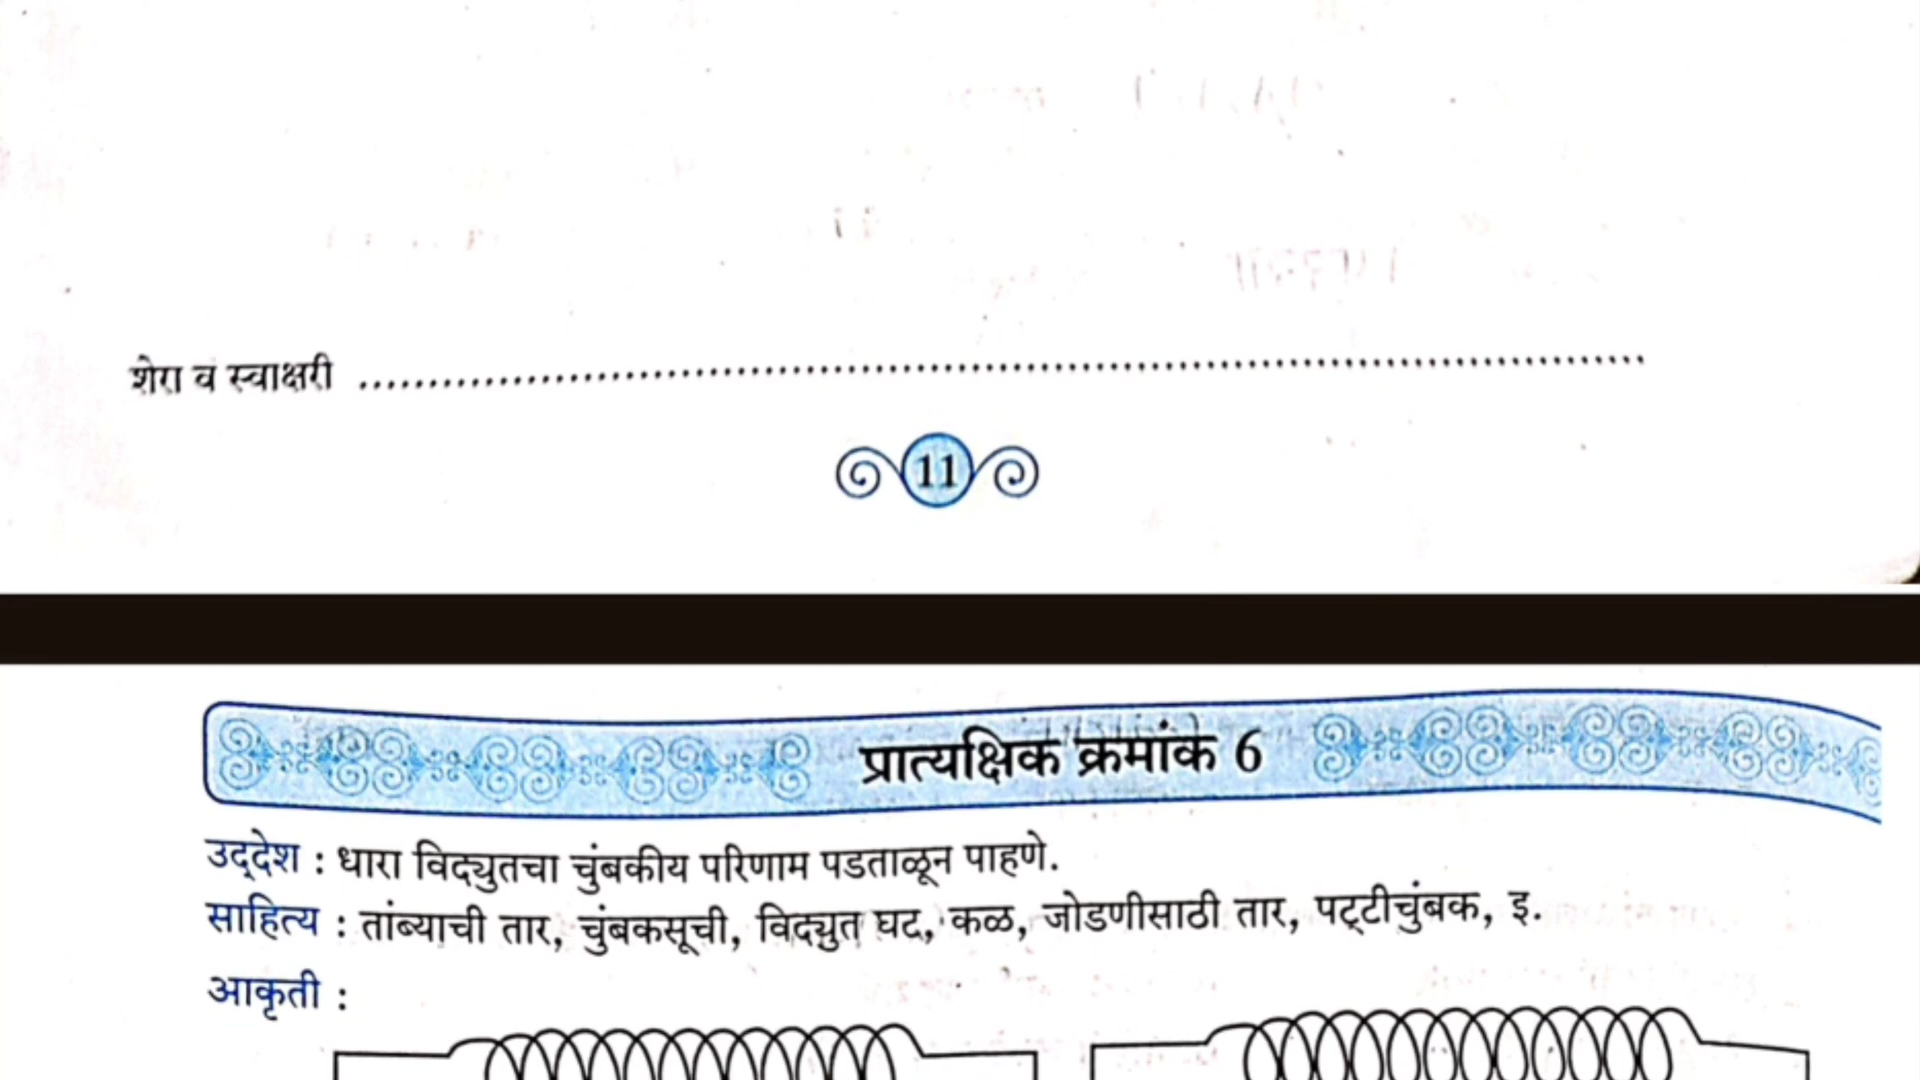 शेरा व स्वाक्षरी ........................................................................................................
11
प्रात्यक्षिक क्रमांक 6
उद्देश : धारा विद्युतचा चुंबकीय परिणाम पडताळून पाहणे.
साहित्य : तांब्याची तार, चुंबकसूची, विद्युत घट, कळ, जोडणीसाठी तार, पट्टीचुंबक, इ.
आकृती :